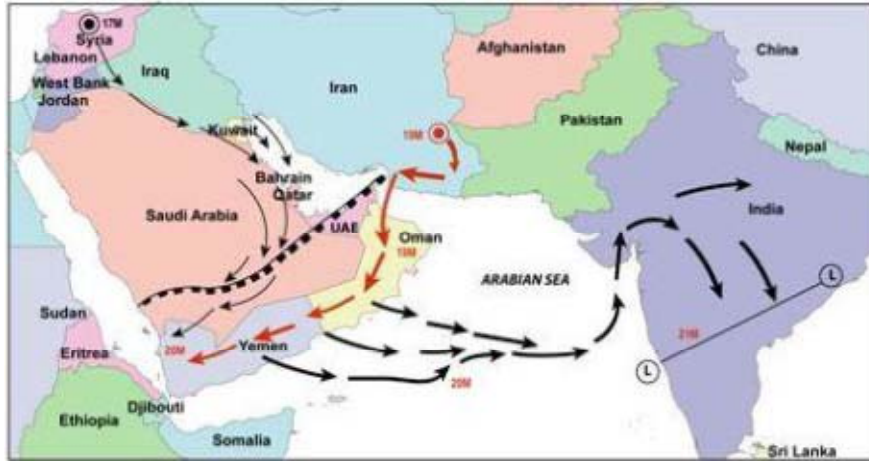 17M
Syria
Lebanon
West Bank
Jordan
Iraq
Iran
Afghanistan
China
Kuwait
19M
Pakistan
Nepal
Bahrain
Qatar
Saudi Arabia
UAE
Oman
India
19M
ARABIAN SEA
L
Sudan
21M
Eritrea
20M
Yemen
L
20M
Djibouti
Ethiopia
Somalia
Sri Lanka